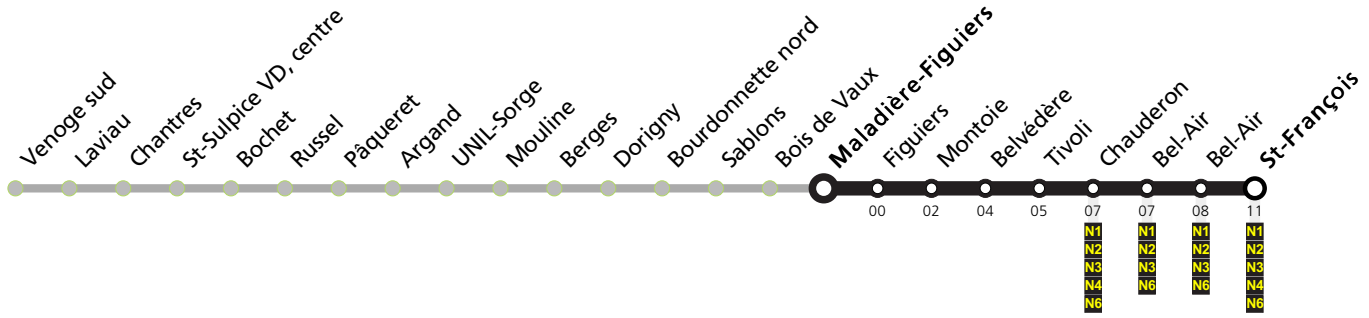 Venoge sud
Laviau
Chantres
St-Sulpice VD, centre
Bochet
Russel
Pâqueret
Argand
UNIL-Sorge
Mouline
Berges
Dorigny
Bourdonnette nord
Sablons
Bois de Vaux
Maladière-Figuiers
Figuiers
Montoie
Belvédère
Tivoli
Chauderon
Bel-Air
Bel-Air
St-François
00 02 04 05 07 07 08 11
N1 N1 N1 N1
N2 N2 N2 N2
N3 N3 N3 N3
N4 N6 N6 N4
N6 N6